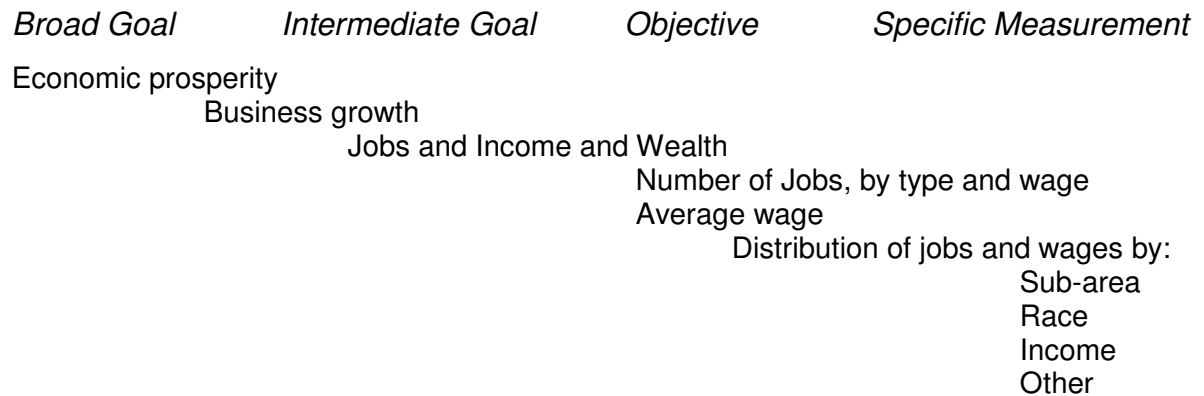 Broad Goal Intermediate Goal Objective Specific Measurement
Economic prosperity
Business growth
Jobs and Income and Wealth
Number of Jobs, by type and wage
Average wage
Distribution of jobs and wages by:
Sub-area
Race
Income
Other